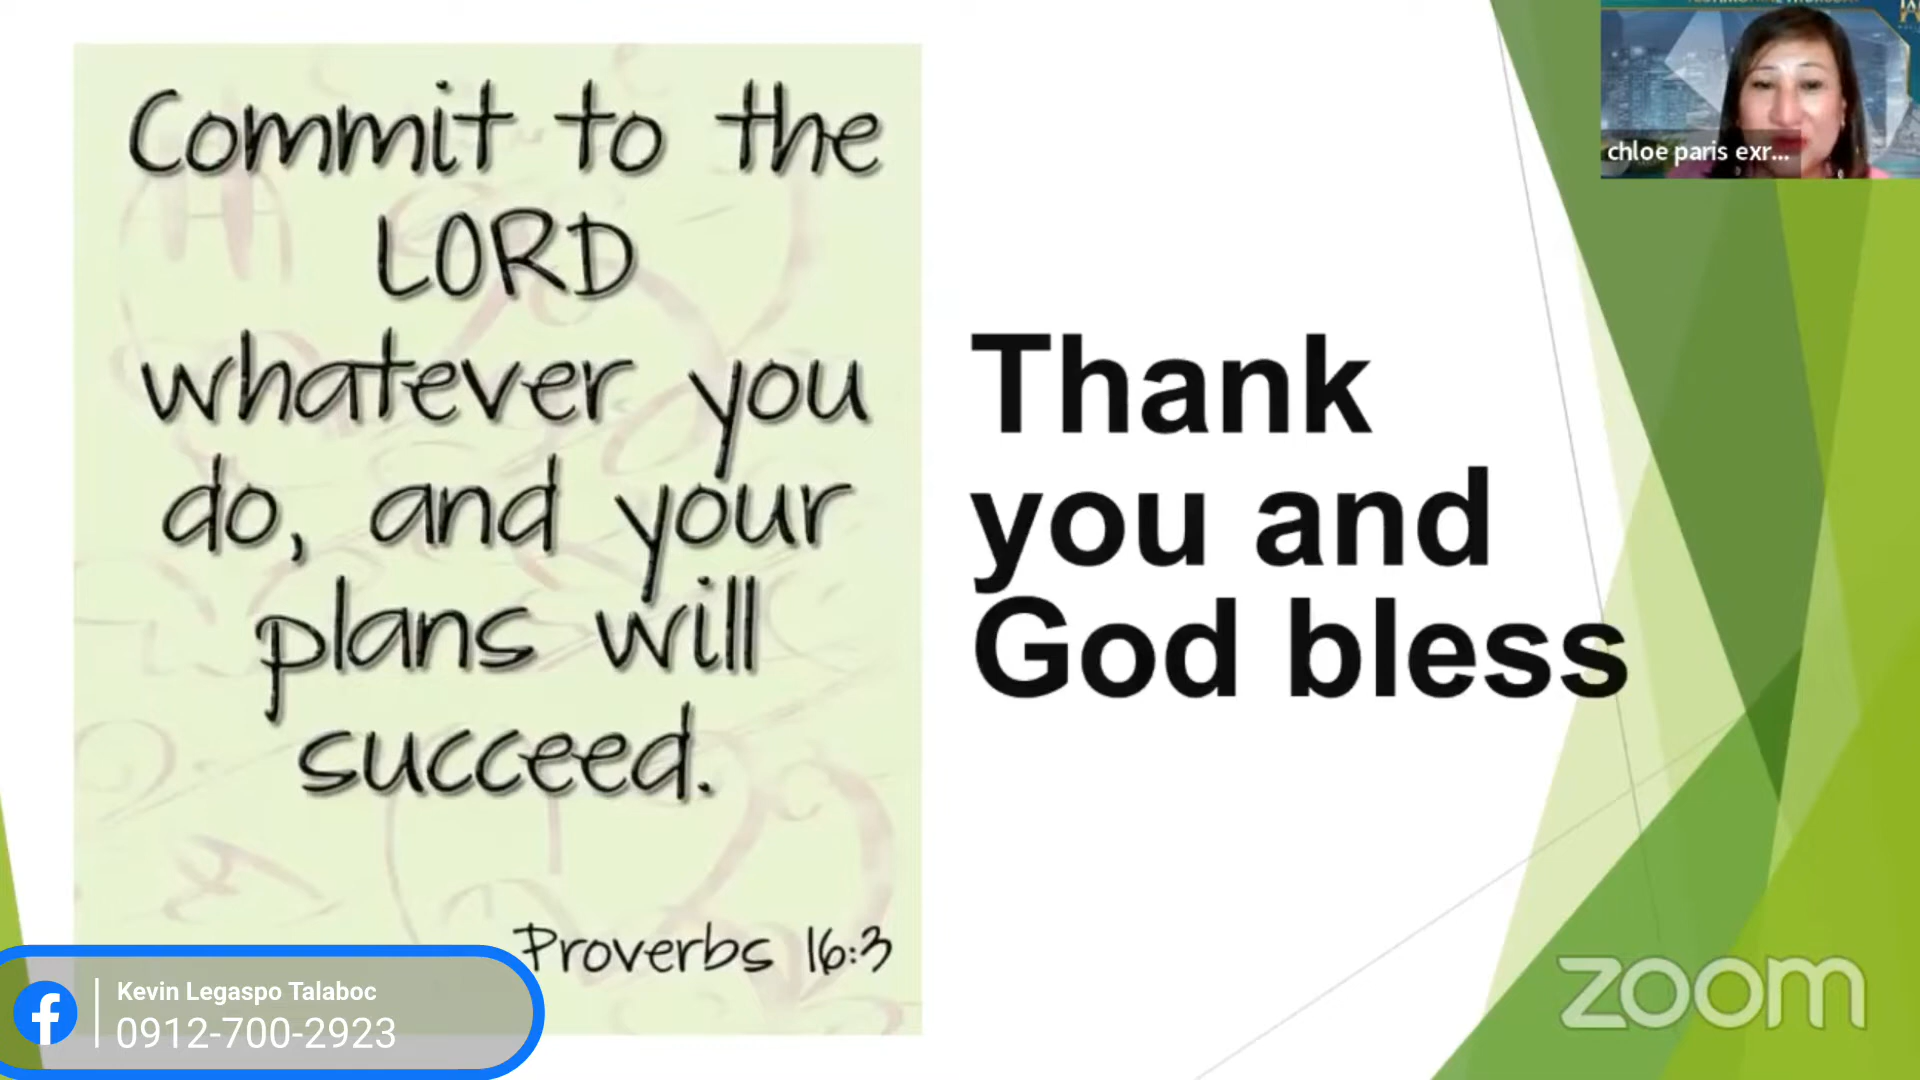 Commit to the
LORD
whatever you
do, and your
plans will
succeed.
Proverbs 16:3
Thank
you and
God bless
chloe paris exr...
Kevin Legaspo Talaboc
0912-700-2923
zoom